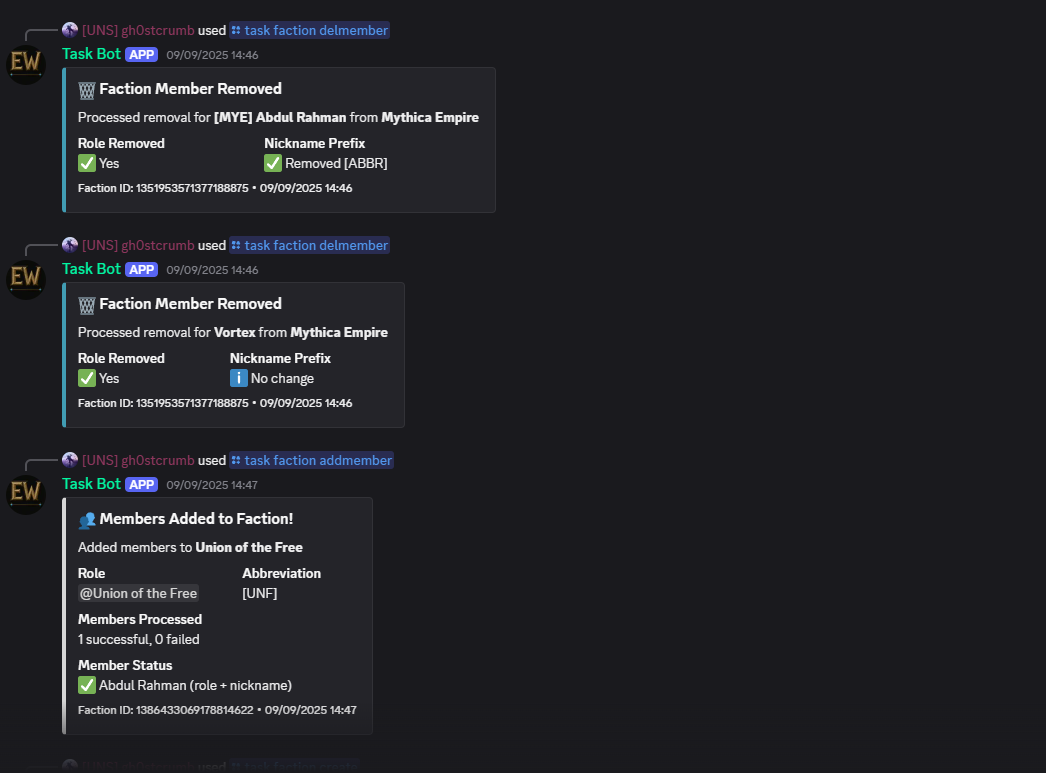 [UNS] gh0stcrumb used task faction delmember
EW
Task Bot APP 09/09/2025 14:46
Faction Member Removed
Processed removal for [MYE] Abdul Rahman from Mythica Empire
Role Removed Nickname Prefix
Yes Removed [ABBR]
Faction ID: 1351953571377188875 • 09/09/2025 14:46
[UNS] gh0stcrumb used task faction delmember
EW
Task Bot APP 09/09/2025 14:46
Faction Member Removed
Processed removal for Vortex from Mythica Empire
Role Removed Nickname Prefix
Yes No change
Faction ID: 1351953571377188875 • 09/09/2025 14:46
[UNS] gh0stcrumb used task faction addmember
EW
Task Bot APP 09/09/2025 14:47
Members Added to Faction!
Added members to Union of the Free
Role Abbreviation
@Union of the Free [UNF]
Members Processed
1 successful, 0 failed
Member Status
Abdul Rahman (role + nickname)
Faction ID: 1386433069178814622 • 09/09/2025 14:47
[UNS] gh0stcrumb used task faction